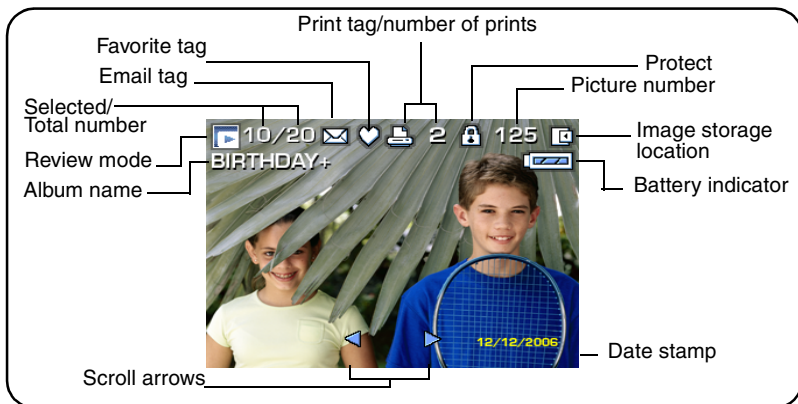 Print tag/number of prints
Favorite tag
Email tag
Protect
Picture number
Selected/
Total number
Image storage
location
Review mode
Album name
Battery indicator
10/20 2 125
BIRTHDAY+
12/12/2006
Date stamp
Scroll arrows